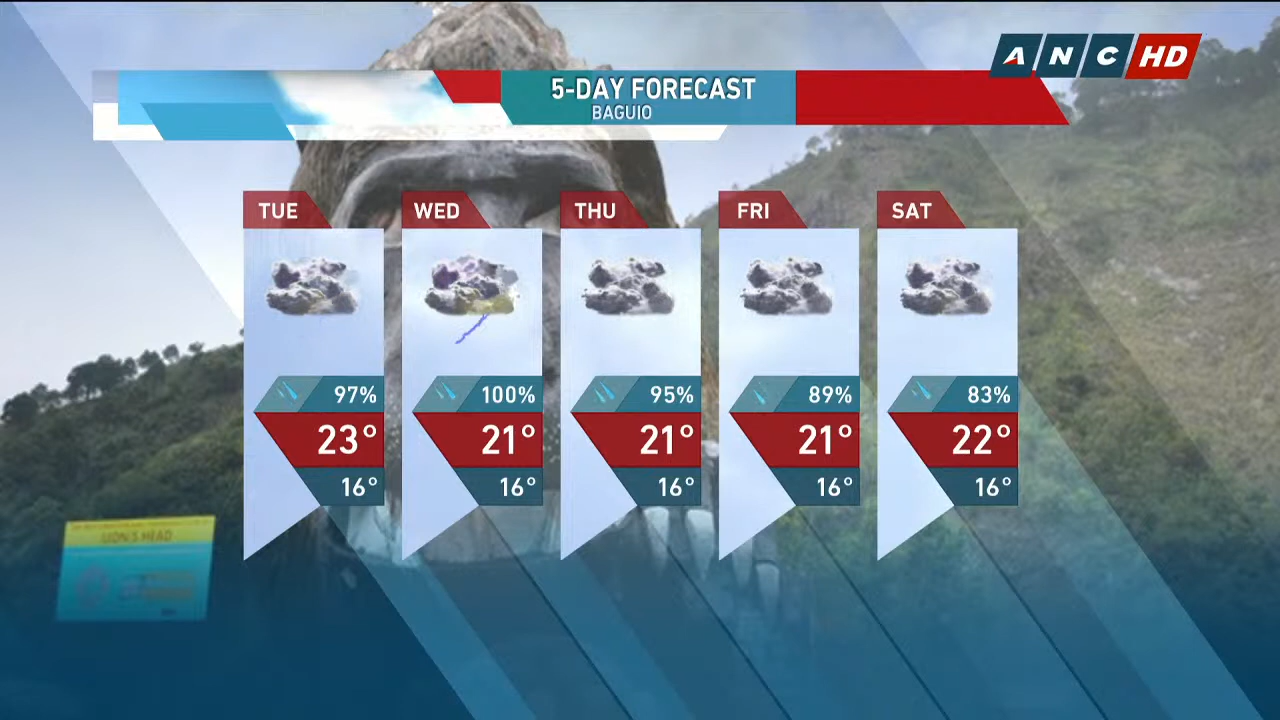 ANC HD
5-DAY FORECAST
BAGUIO
TUE
WED
THU
FRI
SAT
97%
100%
95%
89%
83%
23°
21°
21°
21°
22°
16°
16°
16°
16°
16°
LION'S HEAD